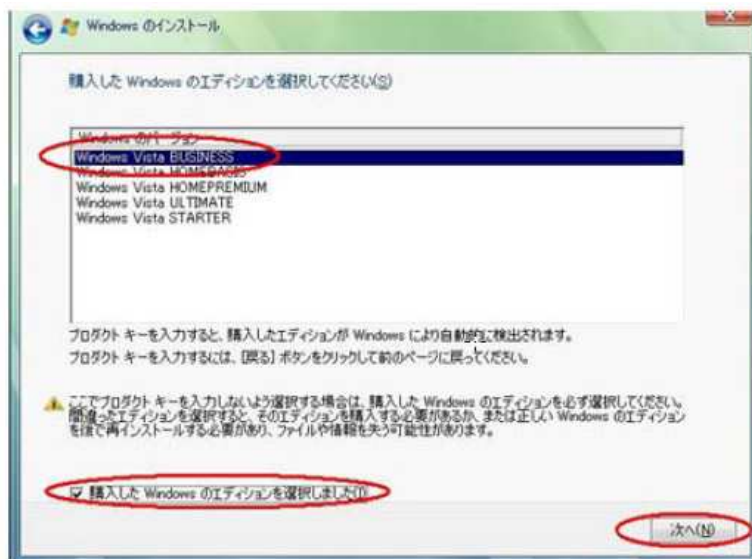 Windows のインストール
購入した Windows のエディションを選択してください(S)
Windows のバージョン
Windows Vista BUSINESS
Windows Vista HOMEBASIC
Windows Vista HOMEPREMIUM
Windows Vista ULTIMATE
Windows Vista STARTER
プロダクト キーを入力すると、購入したエディションが Windows により自動的に検出されます。
プロダクト キーを入力するには、[戻る] ボタンをクリックして前のページに戻ってください。
ここでプロダクト キーを入力しないよう選択する場合は、購入した Windows のエディションを必ず選択してください。
間違ったエディションを選択すると、そのエディションを購入する必要があるか、または正しい Windows のエディション
を後で再インストールする必要があり、ファイルや情報を失う可能性があります。
購入した Windows のエディションを選択しました(I)
次へ(N)